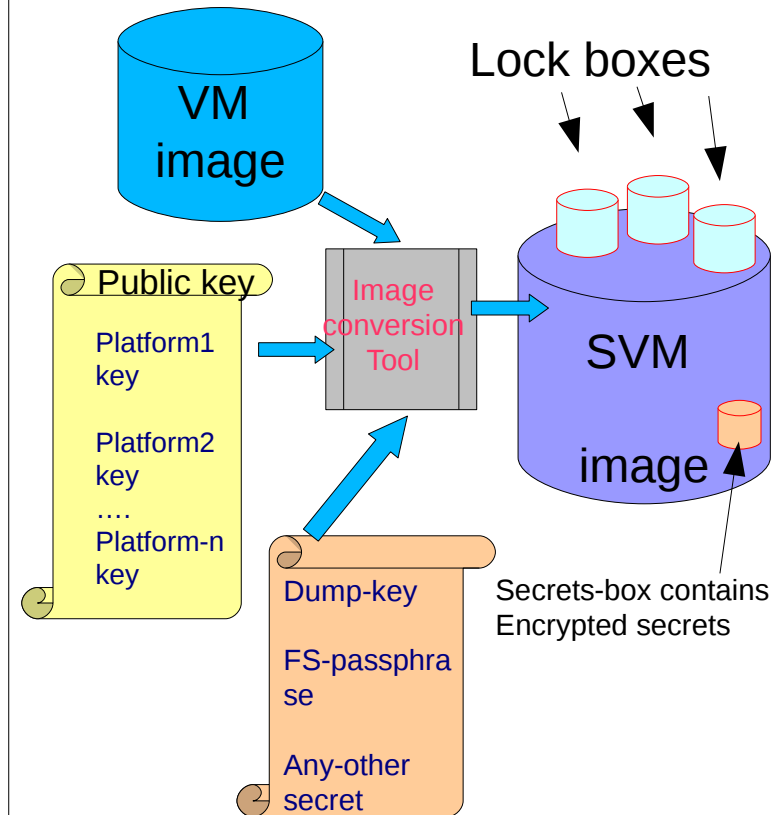 VM
image
Lock boxes
Public key
Platform1
key
Platform2
key
....
Platform-n
key
Image
conversion
Tool
SVM
image
Dump-key
FS-passphra
se
Any-other
secret
Secrets-box contains
Encrypted secrets